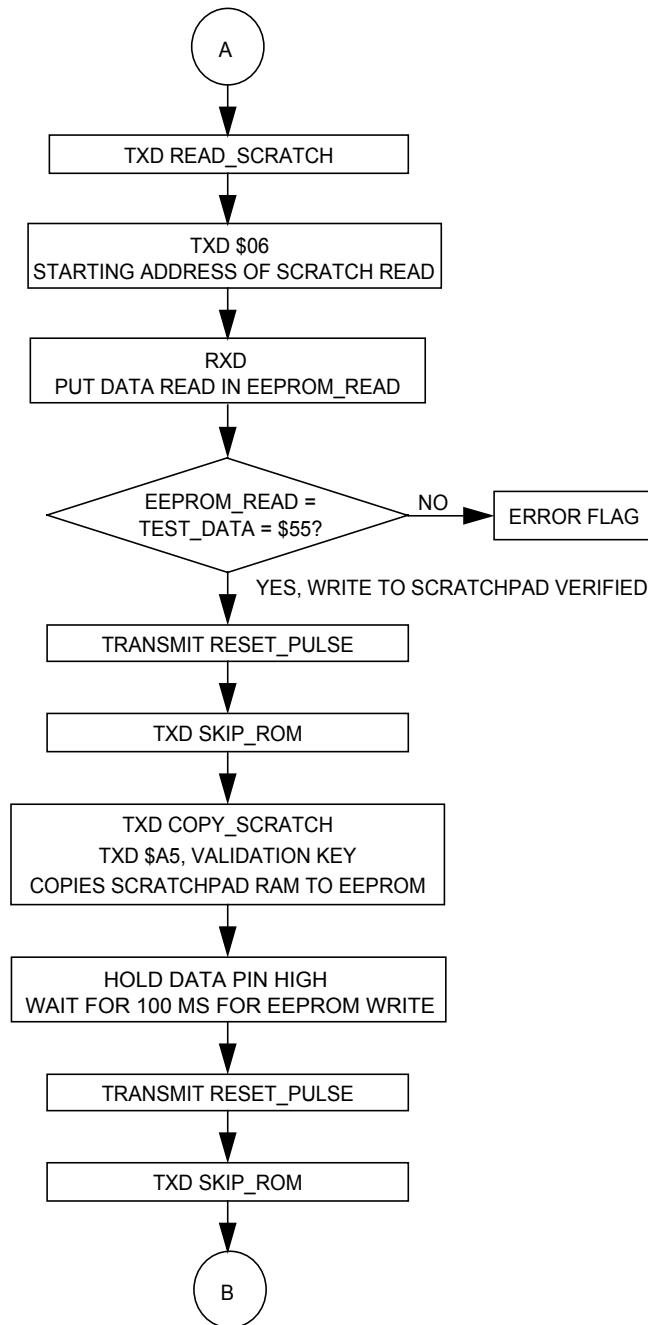 A
TXD READ_SCRATCH
TXD $06
STARTING ADDRESS OF SCRATCH READ
RXD
PUT DATA READ IN EEPROM_READ
EEPROM_READ =
TEST_DATA = $55?
NO
ERROR FLAG
YES, WRITE TO SCRATCHPAD VERIFIED
TRANSMIT RESET_PULSE
TXD SKIP_ROM
TXD COPY_SCRATCH
TXD $A5, VALIDATION KEY
COPIES SCRATCHPAD RAM TO EEPROM
HOLD DATA PIN HIGH
WAIT FOR 100 MS FOR EEPROM WRITE
TRANSMIT RESET_PULSE
TXD SKIP_ROM
B